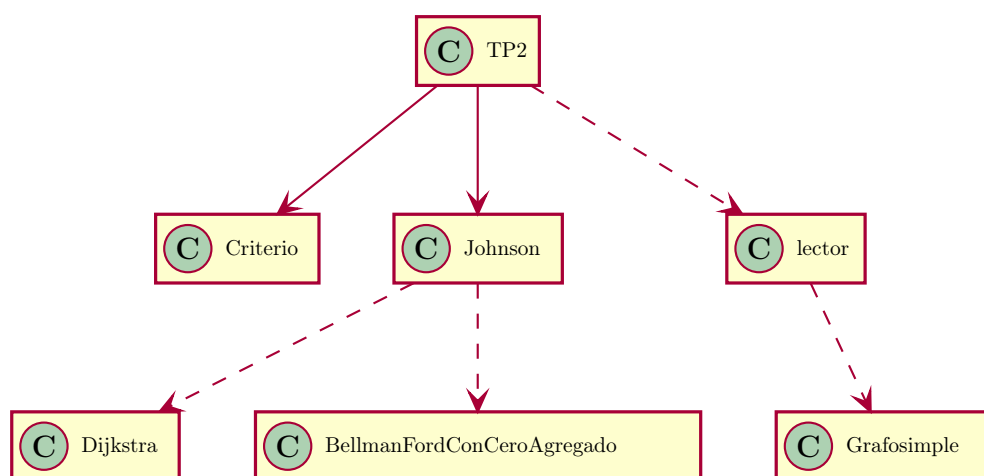 C TP2
C Criterio
C Johnson
C lector
C Dijkstra
C BellmanFordConCeroAgregado
C Grafosimple